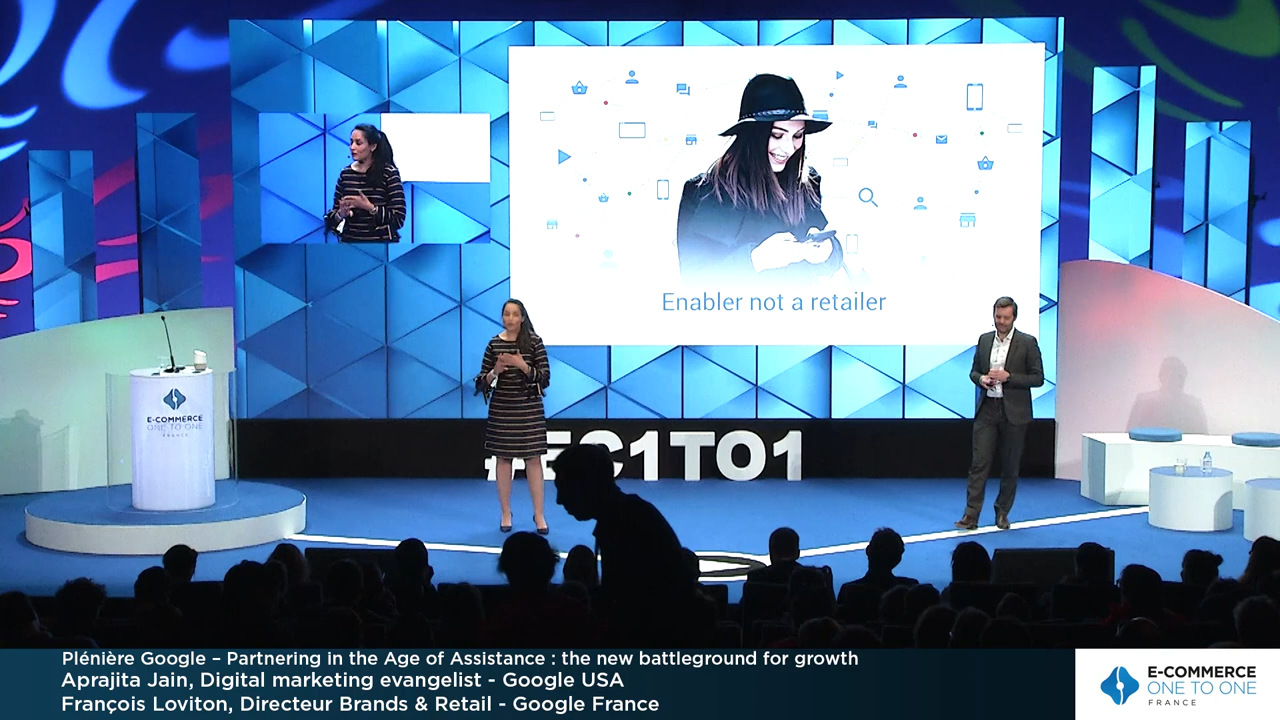 Enabler not a retailer
E-COMMERCE
ONE TO ONE
FRANCE
#EC1TO1
Plénière Google – Partnering in the Age of Assistance : the new battleground for growth
Aprajita Jain, Digital marketing evangelist - Google USA
François Loviton, Directeur Brands & Retail - Google France
E-COMMERCE
ONE TO ONE
FRANCE